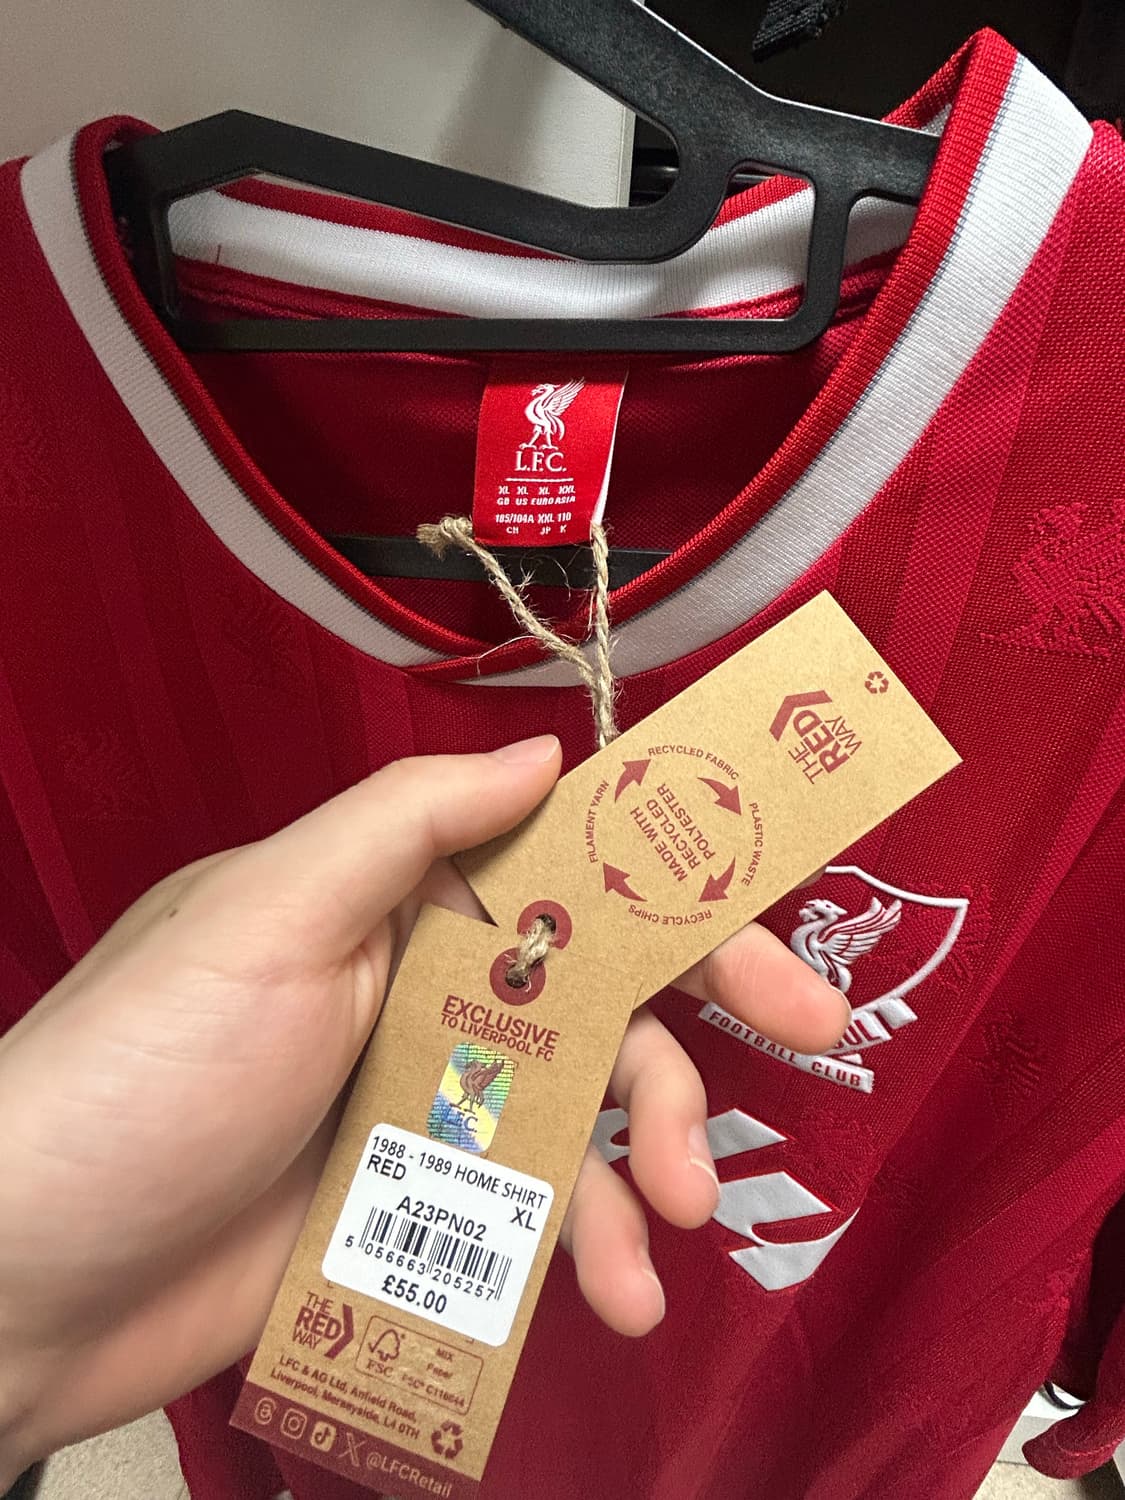 L.F.C.
XL XL XL XXL
GB US EURO ASIA
185/104A XXL 110
CH JP K
THE
RED
WAY
RECYCLED FABRIC
PLASTIC WASTE
RECYCLE CHIPS
FILAMENT YARN
MADE WITH
RECYCLED
POLYESTER
FOOTBALL CLUB
EXCLUSIVE
TO LIVERPOOL FC
L.F.C.
1988 - 1989 HOME SHIRT
RED
XL
A23PN02
5 056663 205257
£55.00
THE
RED
WAY
FSC
MIX
Paper
FSC® C110644
LFC & AG Ltd, Anfield Road,
Liverpool, Merseyside, L4 0TH
@LFCRetail